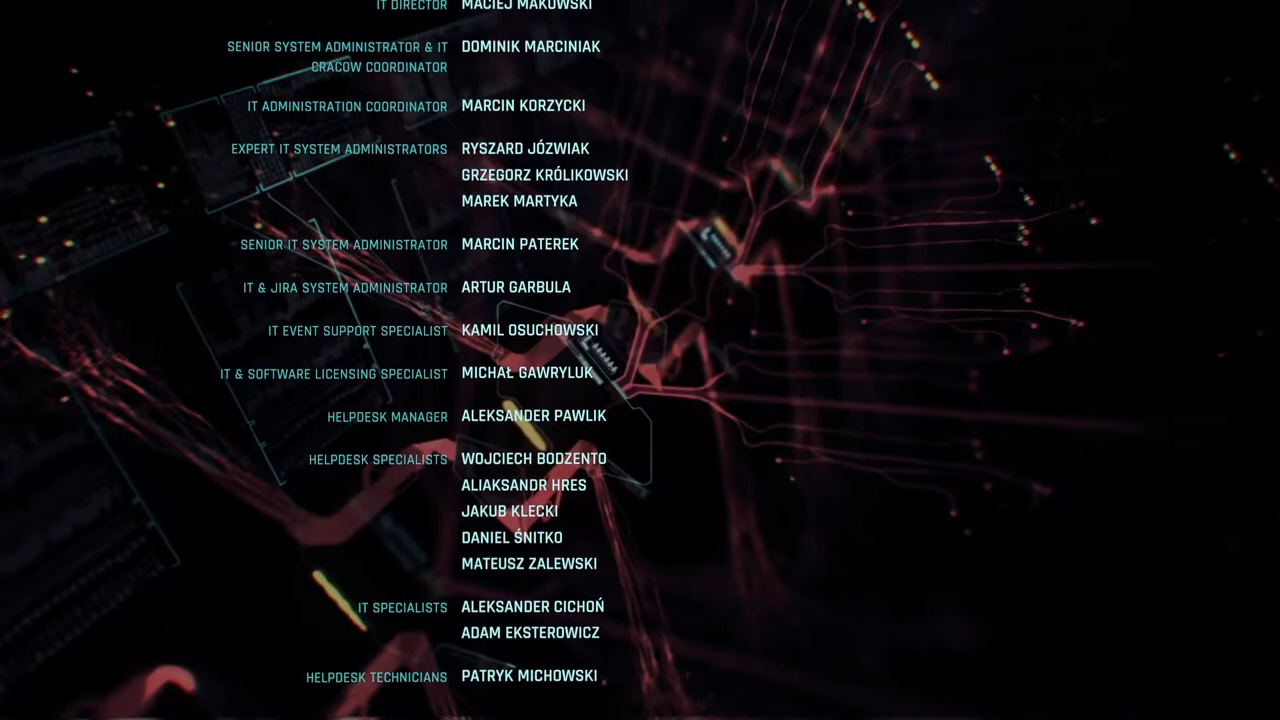 IT DIRECTOR MACIEJ MAKOWSKI
SENIOR SYSTEM ADMINISTRATOR & IT DOMINIK MARCINIAK
CRACOW COORDINATOR
IT ADMINISTRATION COORDINATOR MARCIN KORZYCKI
EXPERT IT SYSTEM ADMINISTRATORS RYSZARD JÓZWIAK
GRZEGORZ KRÓLIKOWSKI
MAREK MARTYKA
SENIOR IT SYSTEM ADMINISTRATOR MARCIN PATEREK
IT & JIRA SYSTEM ADMINISTRATOR ARTUR GARBULA
IT EVENT SUPPORT SPECIALIST KAMIL OSUCHOWSKI
IT & SOFTWARE LICENSING SPECIALIST MICHAŁ GAWRYLUK
HELPDESK MANAGER ALEKSANDER PAWLIK
HELPDESK SPECIALISTS WOJCIECH BODZENTO
ALIAKSANDR HRES
JAKUB KLECKI
DANIEL ŚNITKO
MATEUSZ ZALEWSKI
IT SPECIALISTS ALEKSANDER CICHOŃ
ADAM EKSTEROWICZ
HELPDESK TECHNICIANS PATRYK MICHOWSKI